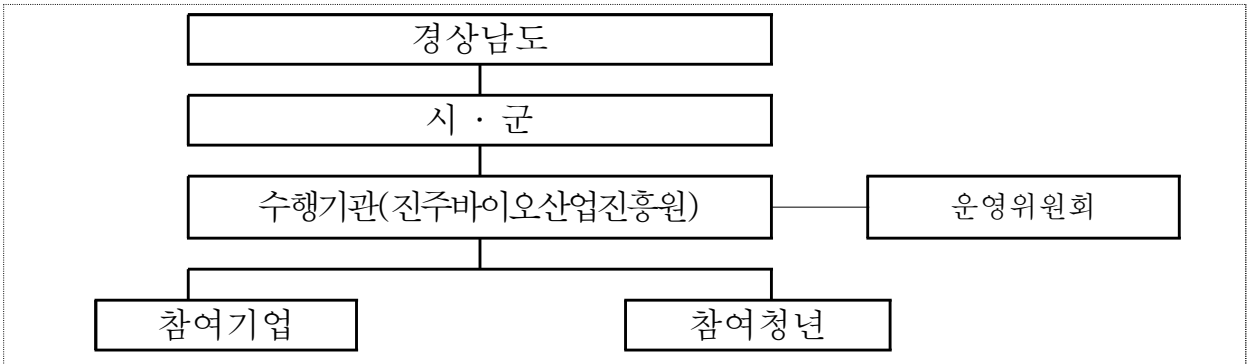 경상남도
시 · 군
수행기관(진주바이오산업진흥원)
운영위원회
참여기업
참여청년